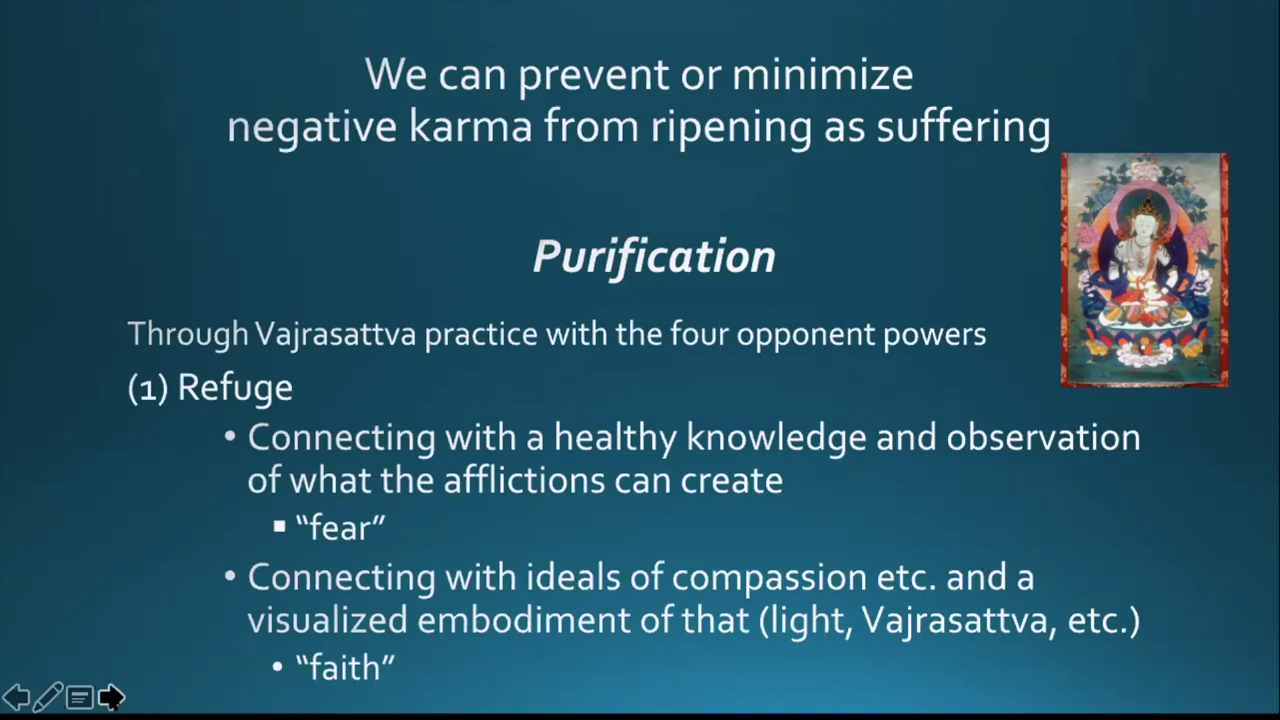 We can prevent or minimize
negative karma from ripening as suffering
Purification
Through Vajrasattva practice with the four opponent powers
(1) Refuge
• Connecting with a healthy knowledge and observation
of what the afflictions can create
▪ “fear”
• Connecting with ideals of compassion etc. and a
visualized embodiment of that (light, Vajrasattva, etc.)
• “faith”